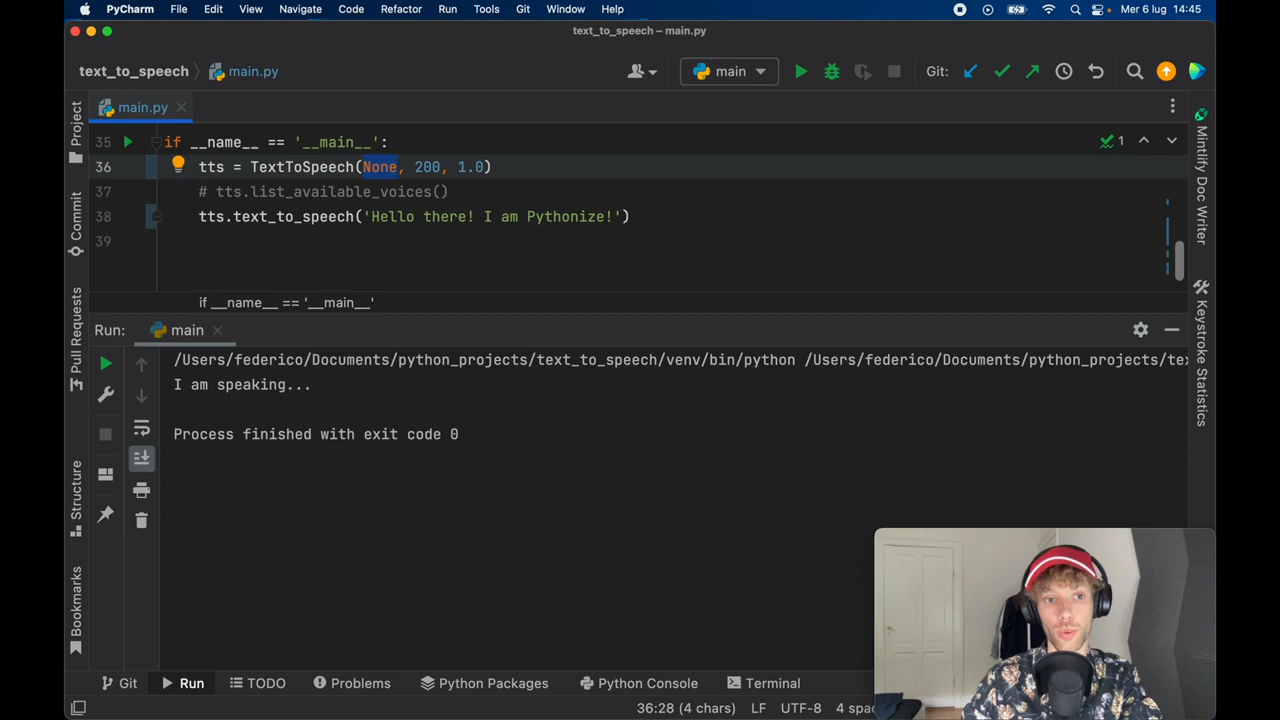 PyCharm File Edit View Navigate Code Refactor Run Tools Git Window Help Mer 6 lug 14:45
text_to_speech – main.py
text_to_speech main.py main Git:
main.py
Project
Commit
Pull Requests
Structure
Bookmarks
35 if __name__ == '__main__': 1
36 tts = TextToSpeech(None, 200, 1.0)
37 # tts.list_available_voices()
38 tts.text_to_speech('Hello there! I am Pythonize!')
39
if __name__ == '__main__'
Mintlify Doc Writer
Keystroke Statistics
Run: main
/Users/federico/Documents/python_projects/text_to_speech/venv/bin/python /Users/federico/Documents/python_projects/te
I am speaking...
Process finished with exit code 0
Git Run TODO Problems Python Packages Python Console Terminal
36:28 (4 chars) LF UTF-8 4 spac